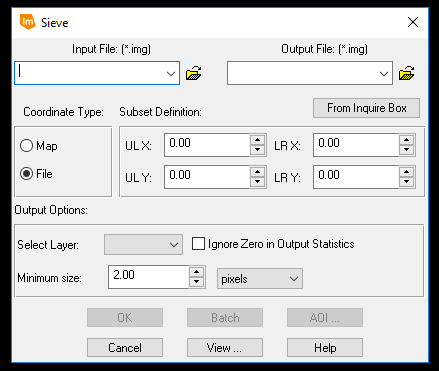 Im Sieve
Input File: (*.img) Output File: (*.img)
From Inquire Box
Coordinate Type: Subset Definition:
Map
File
UL X: 0.00 LR X: 0.00
UL Y: 0.00 LR Y: 0.00
Output Options:
Select Layer: Ignore Zero in Output Statistics
Minimum size: 2.00 pixels
OK Batch AOI ...
Cancel View ... Help